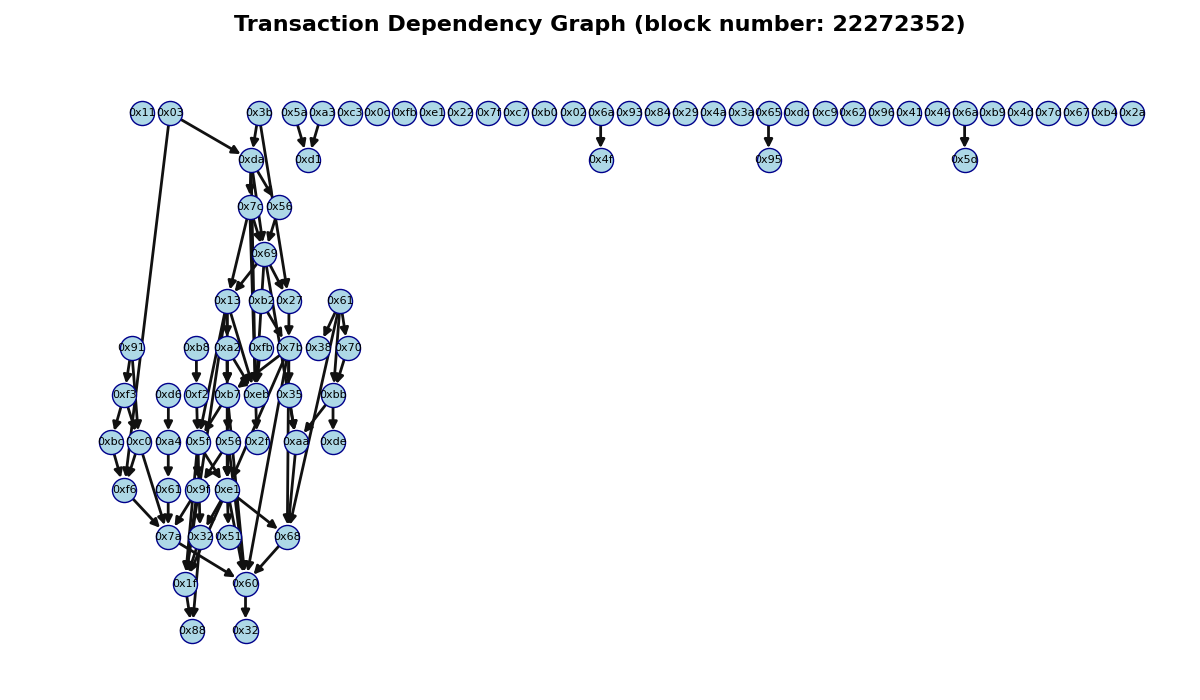 Transaction Dependency Graph (block number: 22272352)
0x11 0x03 0x3b 0x5a 0xa3 0xc3 0x0c 0xfb 0xe1 0x22 0x7f 0xc7 0xb0 0x02 0x6a 0x93 0x84 0x29 0x4a 0x3a 0x65 0xdc 0xc9 0x62 0x96 0x41 0x46 0x6a 0xb9 0x4c 0x7c 0x67 0xb4 0x2a
0xda 0xd1 0x4f 0x95 0x5d
0x7c 0x56
0x69
0x13 0xb2 0x27 0x61
0x91 0xb8 0xa2 0xfb 0x7b 0x38 0x70
0xf3 0xd6 0xf2 0xb7 0xeb 0x35 0xbb
0xbc 0xc0 0xa4 0x5f 0x56 0x2f 0xaa 0xde
0xf6 0x61 0x9f 0xe1
0x7a 0x32 0x51 0x68
0x1f 0x60
0x88 0x32